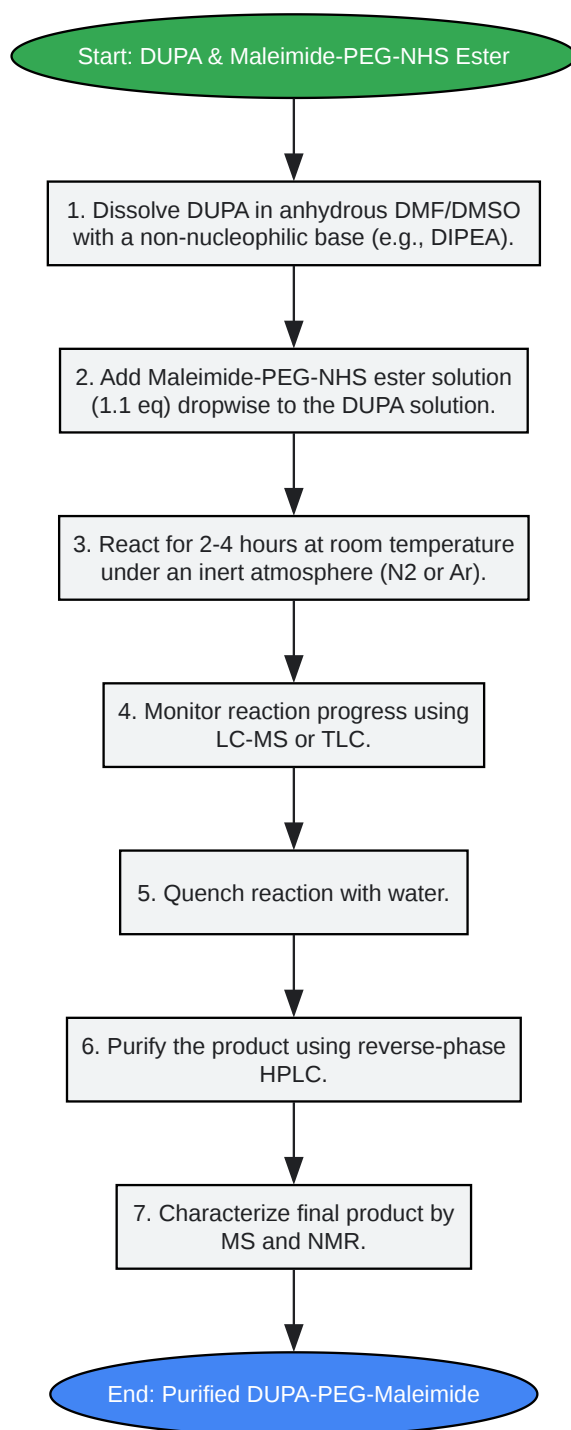 Start: DUPA & Maleimide-PEG-NHS Ester
1. Dissolve DUPA in anhydrous DMF/DMSO
with a non-nucleophilic base (e.g., DIPEA).
2. Add Maleimide-PEG-NHS ester solution
(1.1 eq) dropwise to the DUPA solution.
3. React for 2-4 hours at room temperature
under an inert atmosphere (N2 or Ar).
4. Monitor reaction progress using
LC-MS or TLC.
5. Quench reaction with water.
6. Purify the product using reverse-phase
HPLC.
7. Characterize final product by
MS and NMR.
End: Purified DUPA-PEG-Maleimide